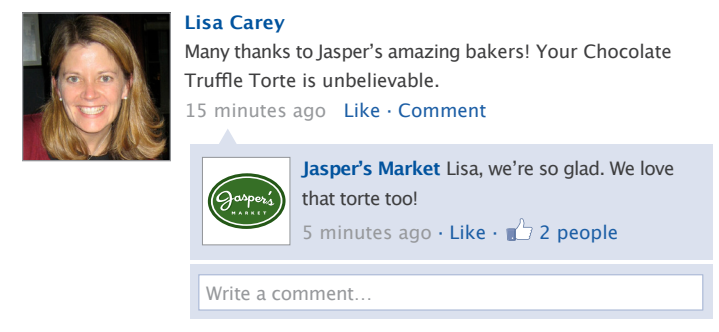 Lisa Carey
Many thanks to Jasper’s amazing bakers! Your Chocolate
Truffle Torte is unbelievable.
15 minutes ago Like · Comment
Jasper’s Market Lisa, we’re so glad. We love
that torte too!
Jasper's
MARKET
5 minutes ago · Like · 2 people
Write a comment…